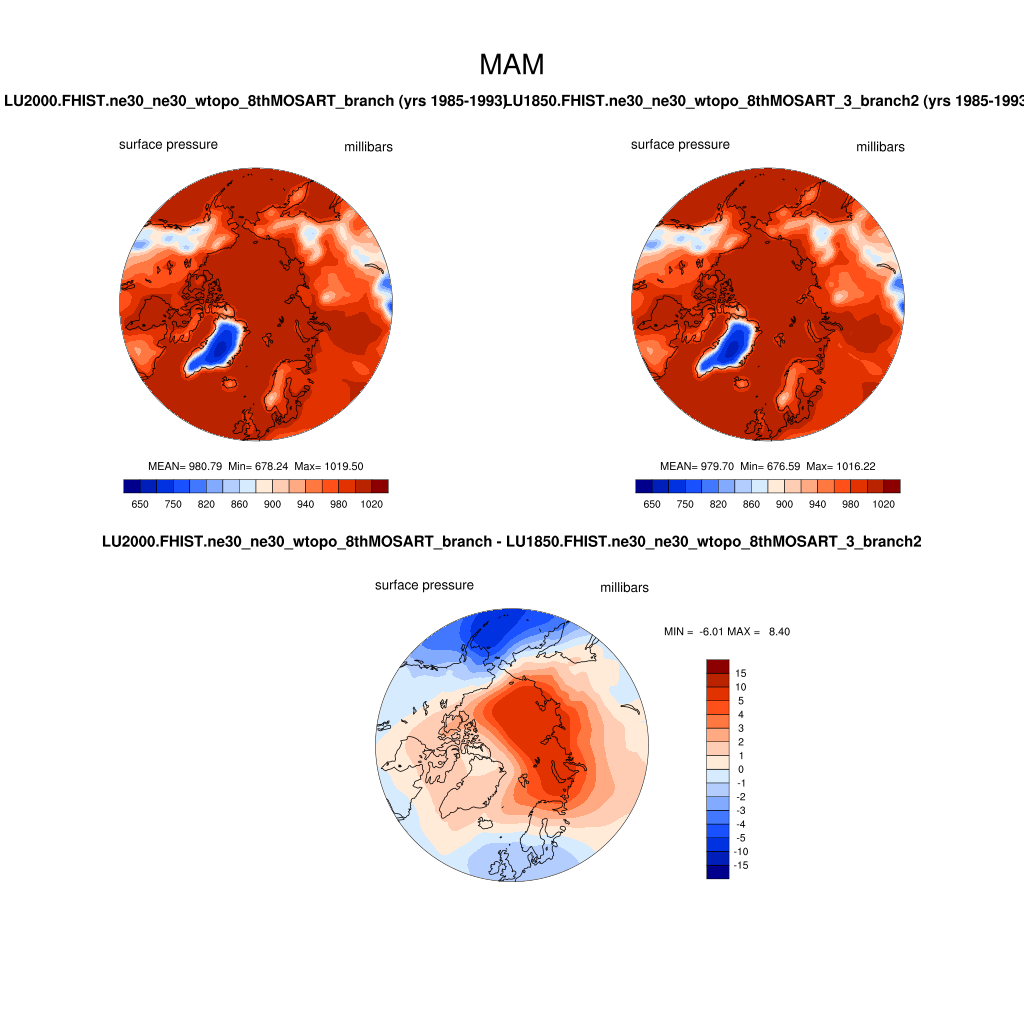 MAM
LU2000.FHIST.ne30_ne30_wtopo_8thMOSART_branch (yrs 1985-1993)
LU1850.FHIST.ne30_ne30_wtopo_8thMOSART_3_branch2 (yrs 1985-1993
surface pressure millibars
surface pressure millibars
MEAN= 980.79 Min= 678.24 Max= 1019.50
MEAN= 979.70 Min= 676.59 Max= 1016.22
650 750 820 860 900 940 980 1020
650 750 820 860 900 940 980 1020
LU2000.FHIST.ne30_ne30_wtopo_8thMOSART_branch - LU1850.FHIST.ne30_ne30_wtopo_8thMOSART_3_branch2
surface pressure millibars
MIN = -6.01 MAX = 8.40
15
10
5
4
3
2
1
0
-1
-2
-3
-4
-5
-10
-15